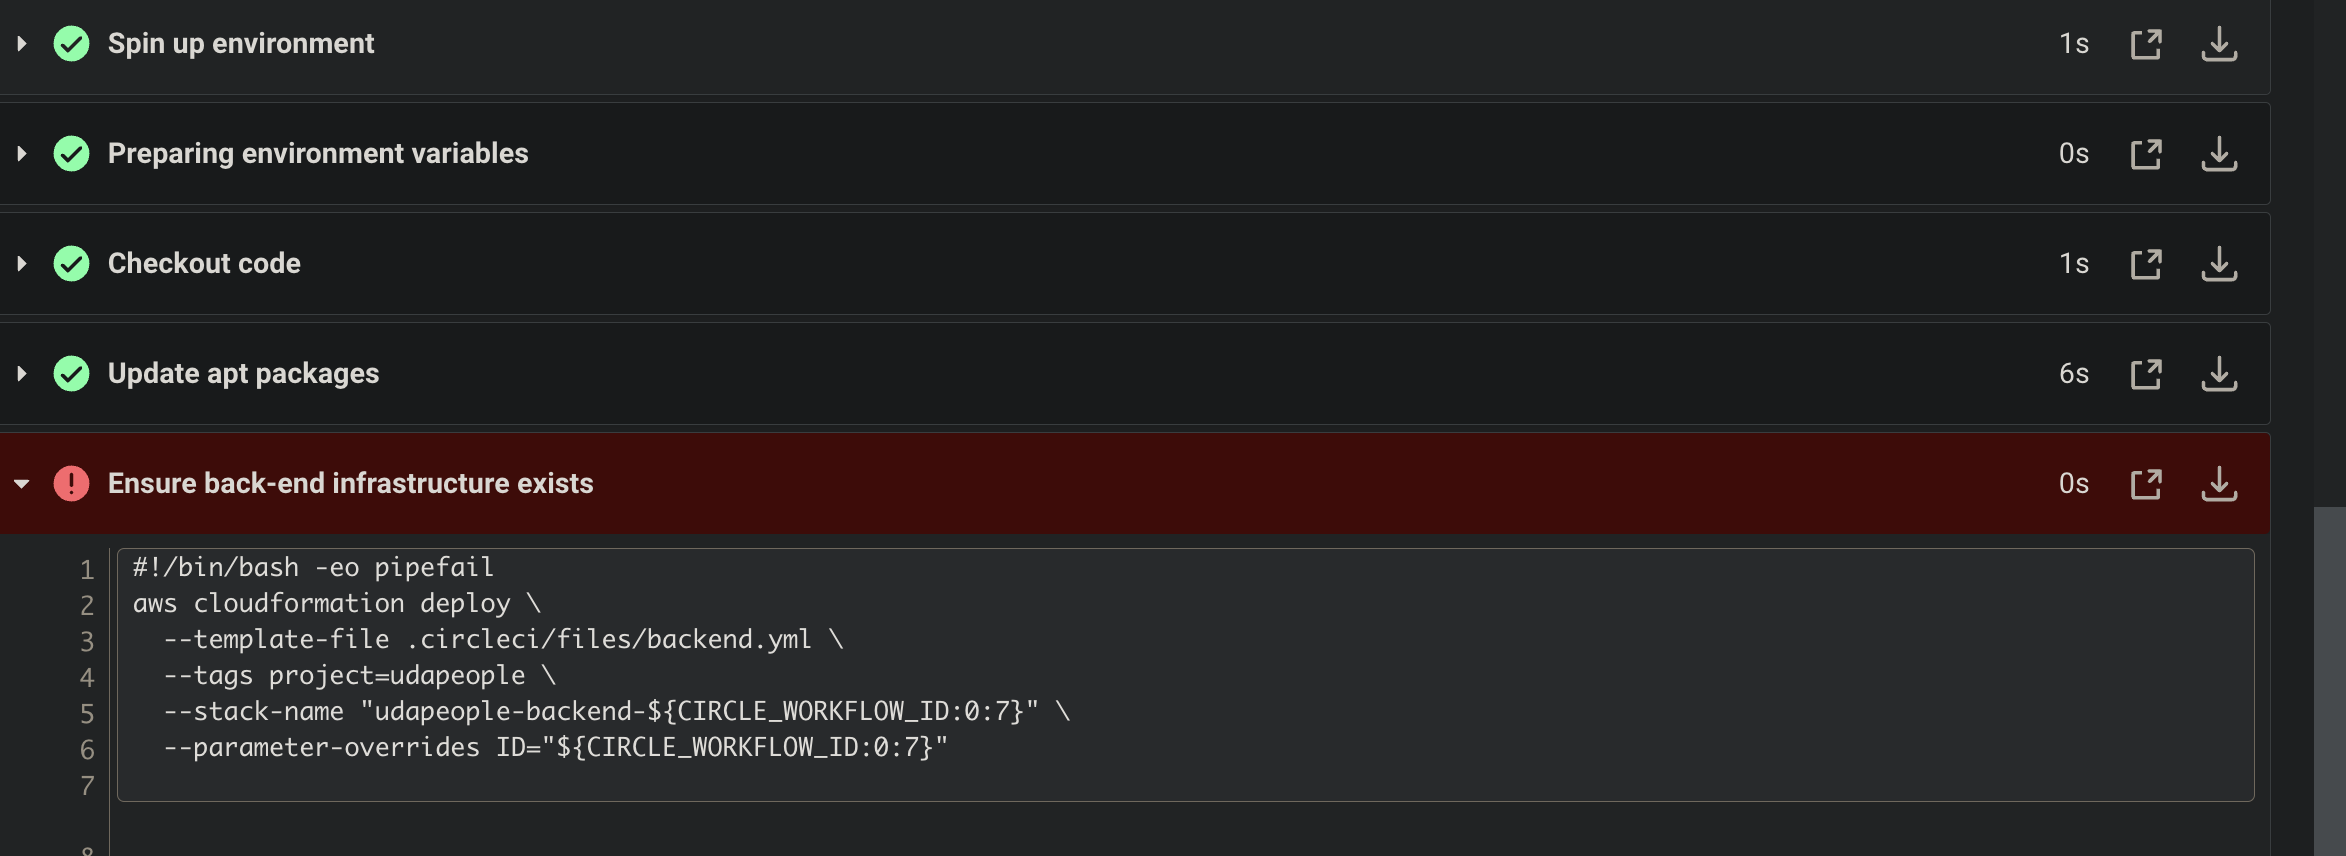 Spin up environment 1s
Preparing environment variables 0s
Checkout code 1s
Update apt packages 6s
! Ensure back-end infrastructure exists 0s
1 #!/bin/bash -eo pipefail
2 aws cloudformation deploy \
3 --template-file .circleci/files/backend.yml \
4 --tags project=udapeople \
5 --stack-name "udapeople-backend-${CIRCLE_WORKFLOW_ID:0:7}" \
6 --parameter-overrides ID="${CIRCLE_WORKFLOW_ID:0:7}"
7